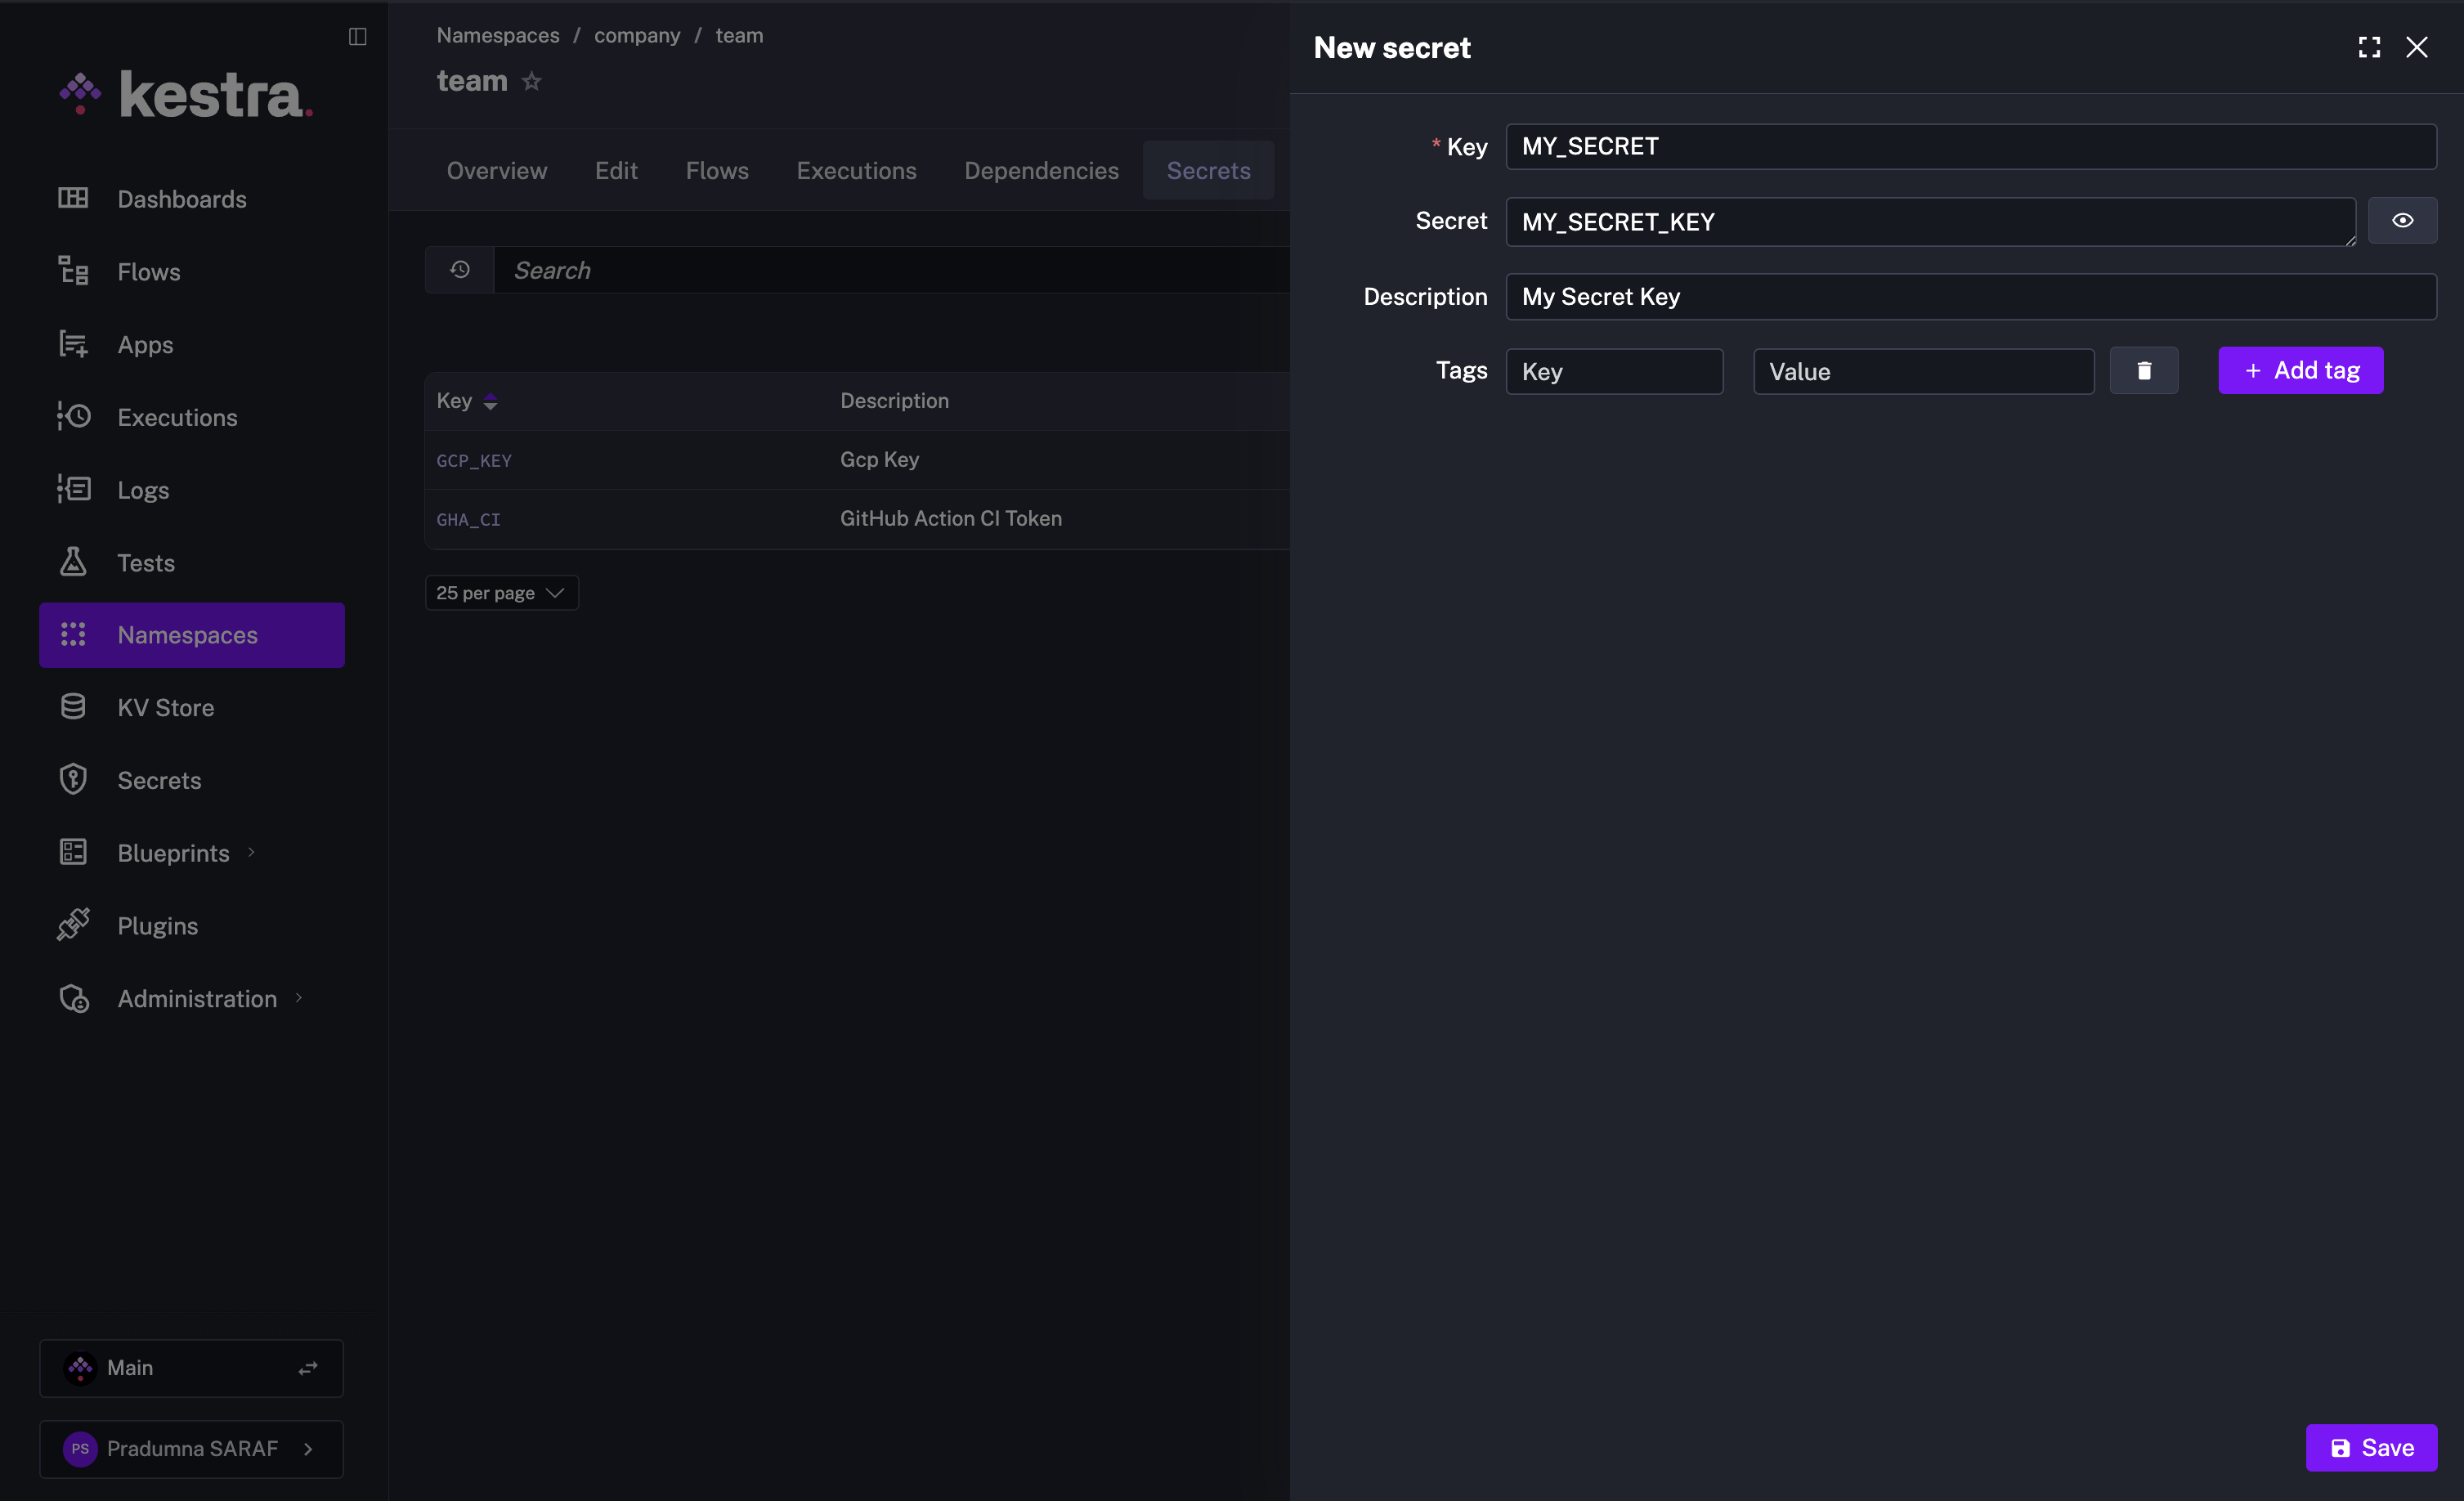 kestra.
Dashboards
Flows
Apps
Executions
Logs
Tests
Namespaces
KV Store
Secrets
Blueprints
Plugins
Administration
Main
PS Pradumna SARAF
Namespaces / company / team
team
Overview Edit Flows Executions Dependencies Secrets
Search
Key Description
GCP_KEY Gcp Key
GHA_CI GitHub Action CI Token
25 per page
New secret
* Key MY_SECRET
Secret MY_SECRET_KEY
Description My Secret Key
Tags Key Value + Add tag
Save